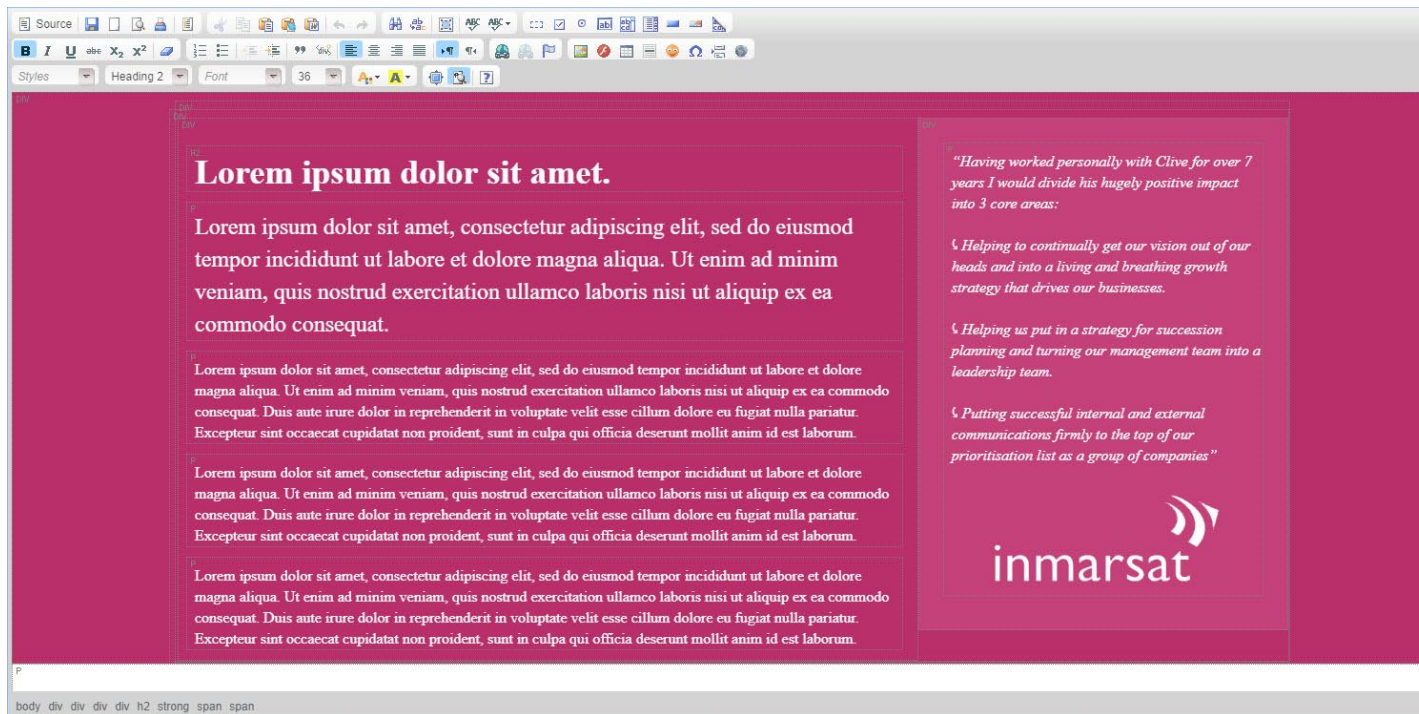 Source
ABC ABC
B I U abc X₂ X²
Styles Heading 2 Font 36 A A
DIV
DIV
DIV
DIV
H2
Lorem ipsum dolor sit amet.
P
Lorem ipsum dolor sit amet, consectetur adipiscing elit, sed do eiusmod
tempor incididunt ut labore et dolore magna aliqua. Ut enim ad minim
veniam, quis nostrud exercitation ullamco laboris nisi ut aliquip ex ea
commodo consequat.
P
Lorem ipsum dolor sit amet, consectetur adipiscing elit, sed do eiusmod tempor incididunt ut labore et dolore
magna aliqua. Ut enim ad minim veniam, quis nostrud exercitation ullamco laboris nisi ut aliquip ex ea commodo
consequat. Duis aute irure dolor in reprehenderit in voluptate velit esse cillum dolore eu fugiat nulla pariatur.
Excepteur sint occaecat cupidatat non proident, sunt in culpa qui officia deserunt mollit anim id est laborum.
P
Lorem ipsum dolor sit amet, consectetur adipiscing elit, sed do eiusmod tempor incididunt ut labore et dolore
magna aliqua. Ut enim ad minim veniam, quis nostrud exercitation ullamco laboris nisi ut aliquip ex ea commodo
consequat. Duis aute irure dolor in reprehenderit in voluptate velit esse cillum dolore eu fugiat nulla pariatur.
Excepteur sint occaecat cupidatat non proident, sunt in culpa qui officia deserunt mollit anim id est laborum.
P
Lorem ipsum dolor sit amet, consectetur adipiscing elit, sed do eiusmod tempor incididunt ut labore et dolore
magna aliqua. Ut enim ad minim veniam, quis nostrud exercitation ullamco laboris nisi ut aliquip ex ea commodo
consequat. Duis aute irure dolor in reprehenderit in voluptate velit esse cillum dolore eu fugiat nulla pariatur.
Excepteur sint occaecat cupidatat non proident, sunt in culpa qui officia deserunt mollit anim id est laborum.
DIV
P
“Having worked personally with Clive for over 7
years I would divide his hugely positive impact
into 3 core areas:
Helping to continually get our vision out of our
heads and into a living and breathing growth
strategy that drives our businesses.
Helping us put in a strategy for succession
planning and turning our management team into a
leadership team.
Putting successful internal and external
communications firmly to the top of our
prioritisation list as a group of companies”
inmarsat
P
body div div div div h2 strong span span